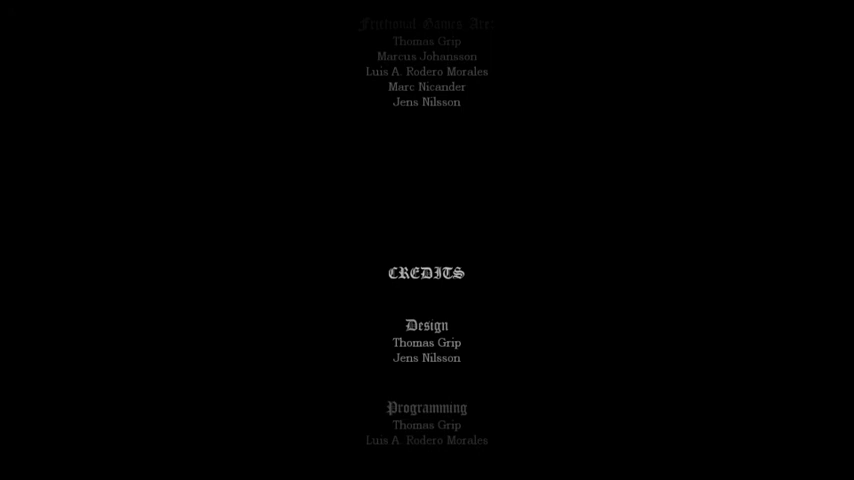 Frictional Games Are:
Thomas Grip
Marcus Johansson
Luis A. Rodero Morales
Marc Nicander
Jens Nilsson
CREDITS
Design
Thomas Grip
Jens Nilsson
Programming
Thomas Grip
Luis A. Rodero Morales